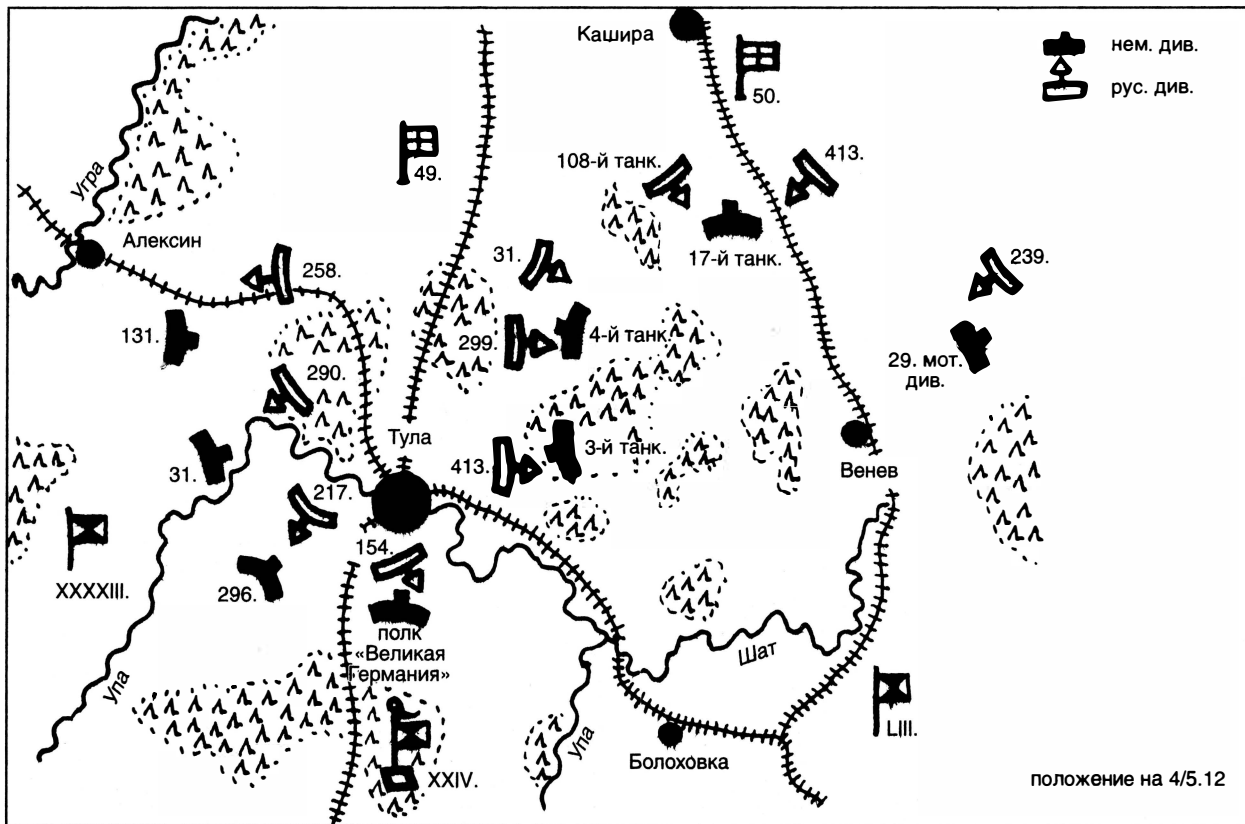 Кашира
нем. див.
рус. див.
50.
49.
108-й танк.
413.
Угра
Алексин
17-й танк.
31.
258.
239.
131.
299.
4-й танк.
29. мот.
див.
290.
Тула
3-й танк.
413.
Венев
31.
217.
154.
XXXXIII.
296.
полк
«Великая
Германия»
Шат
Упа
LIII.
Упа
Болоховка
XXIV.
положение на 4/5.12